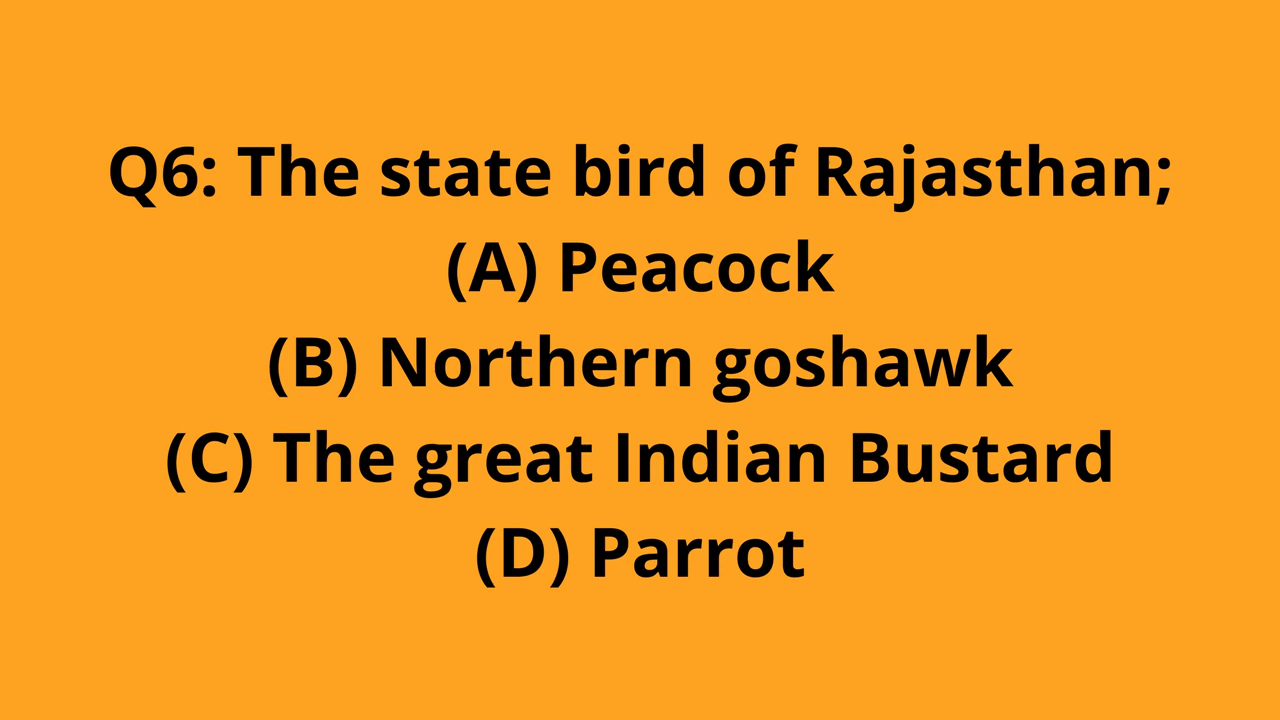 Q6: The state bird of Rajasthan;
(A) Peacock
(B) Northern goshawk
(C) The great Indian Bustard
(D) Parrot